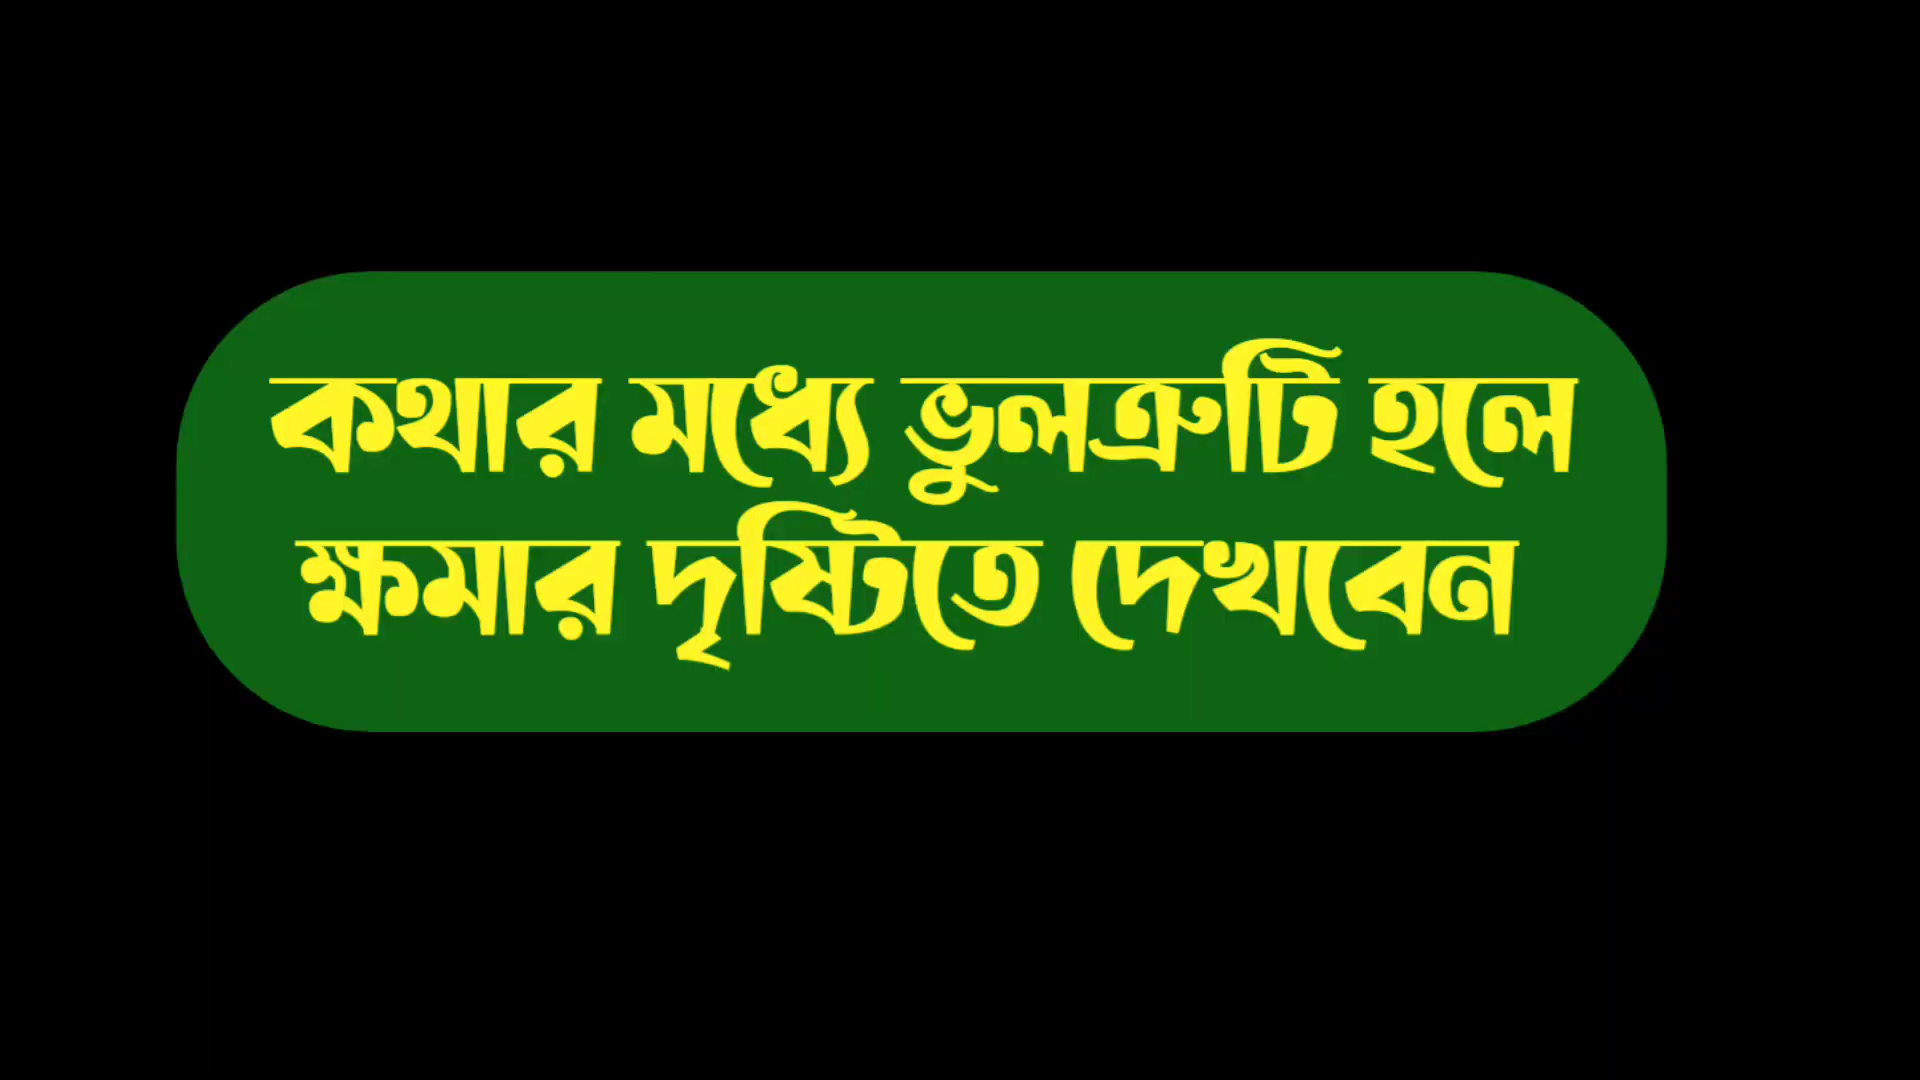 কথার মধ্যে ভুলত্রুটি হলে
ক্ষমার দৃষ্টিতে দেখবেন